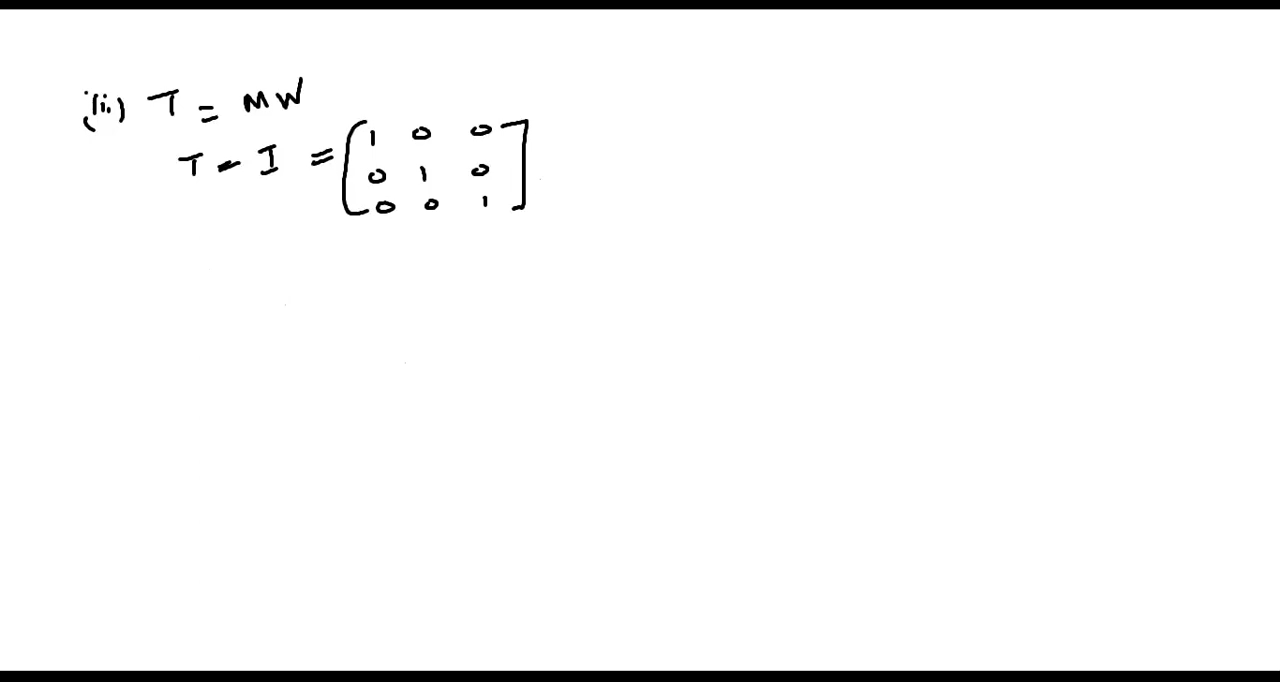 (ii) T = MW
T = I = [1 0 0
0 1 0
0 0 1]